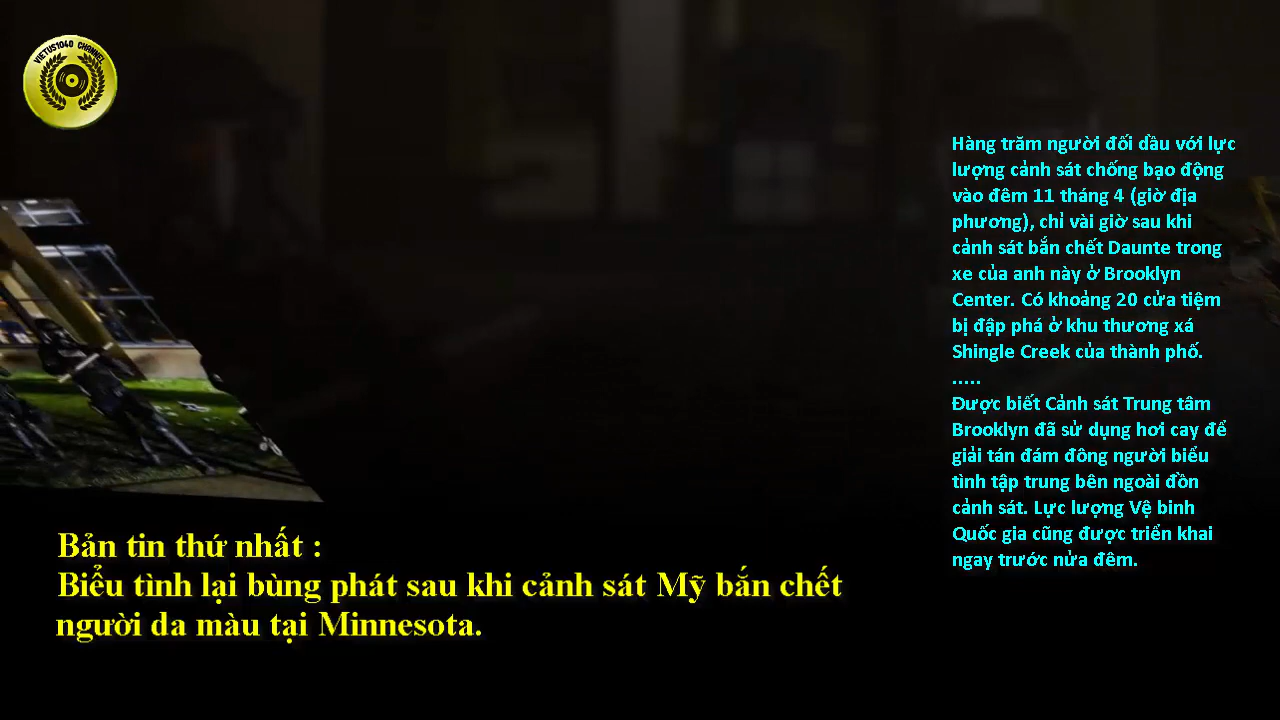 VIETUS1040 CHANNEL
Hàng trăm người đối dầu với lực
lượng cảnh sát chống bạo động
vào đêm 11 tháng 4 (giờ địa
phương), chỉ vài giờ sau khi
cảnh sát bắn chết Daunte trong
xe của anh này ở Brooklyn
Center. Có khoảng 20 cửa tiệm
bị đập phá ở khu thương xá
Shingle Creek của thành phố.
.....
Được biết Cảnh sát Trung tâm
Brooklyn đã sử dụng hơi cay để
giải tán đám đông người biểu
tình tập trung bên ngoài đồn
cảnh sát. Lực lượng Vệ binh
Quốc gia cũng được triển khai
ngay trước nửa đêm.
Bản tin thứ nhất :
Biểu tình lại bùng phát sau khi cảnh sát Mỹ bắn chết
người da màu tại Minnesota.